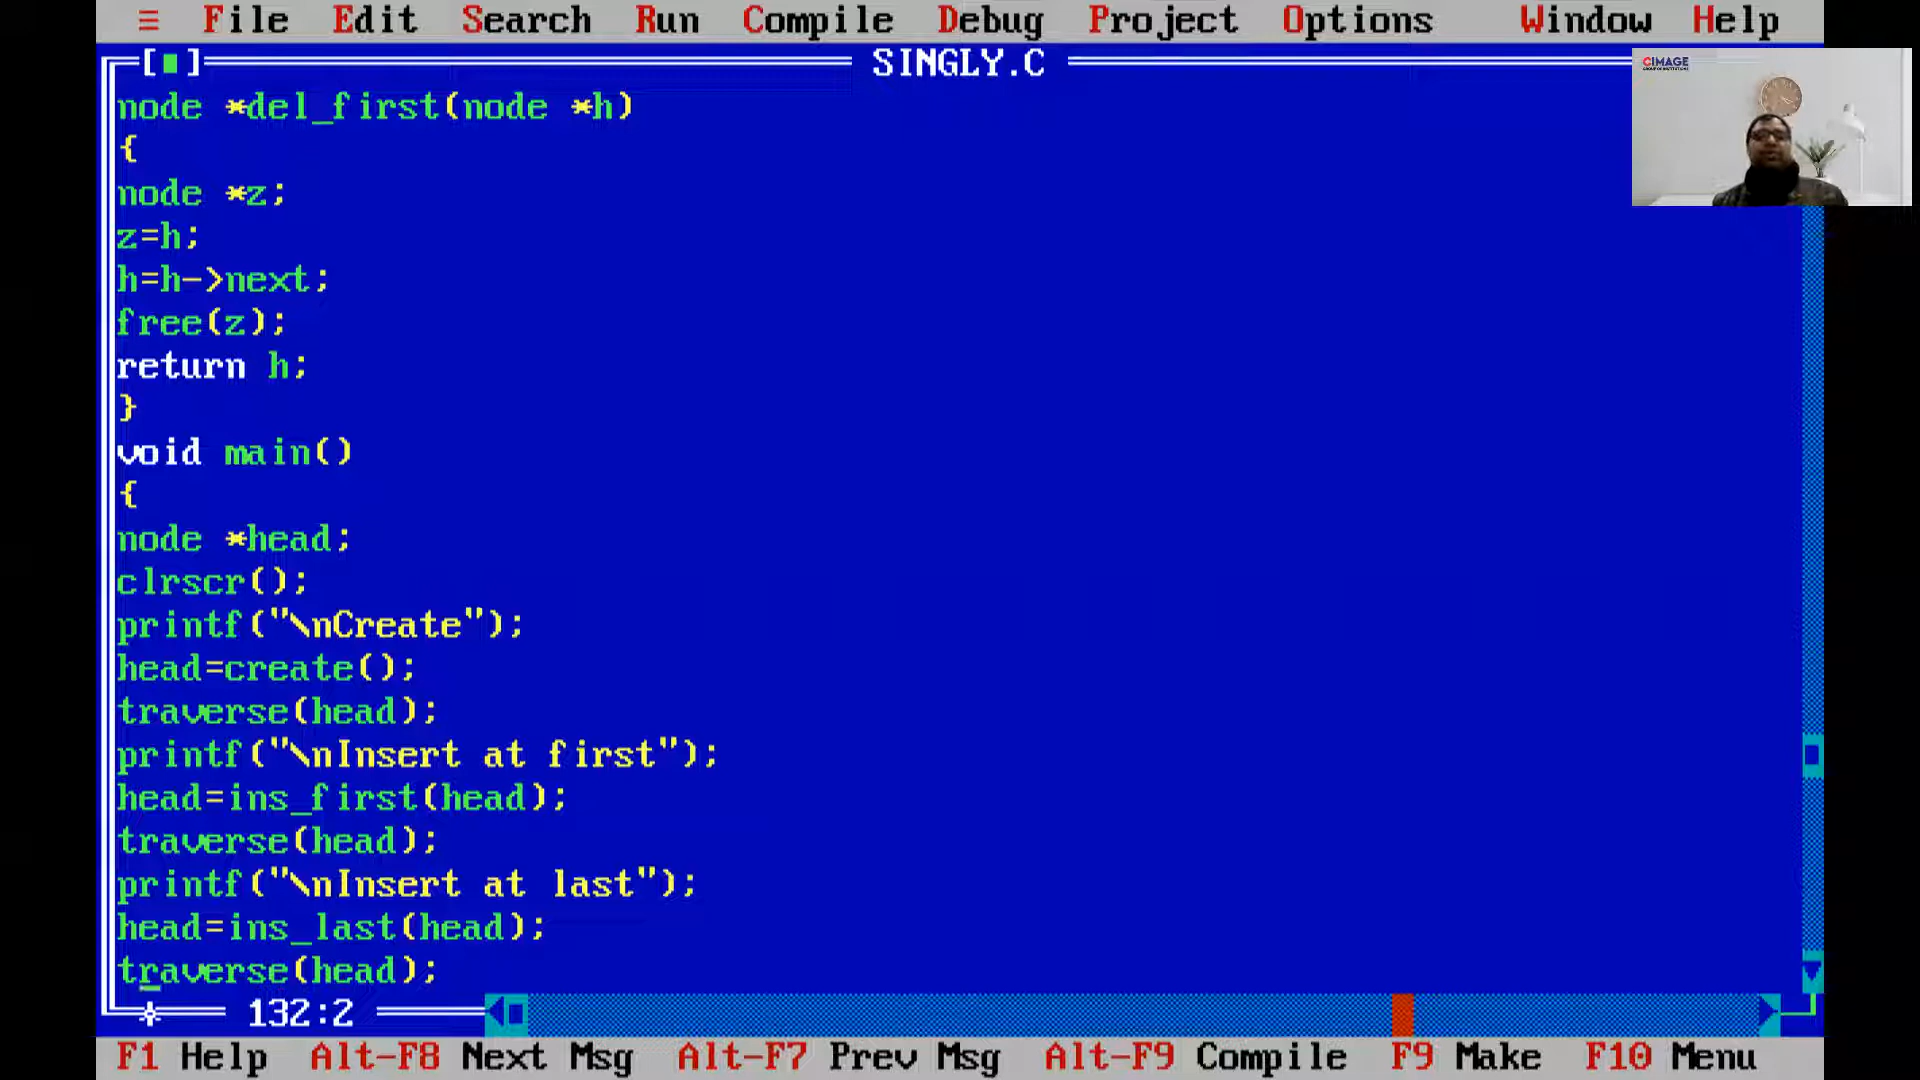 ≡ File Edit Search Run Compile Debug Project Options Window Help
[■] SINGLY.C
CIMAGE
node *del_first(node *h)
{
node *z;
z=h;
h=h->next;
free(z);
return h;
}
void main()
{
node *head;
clrscr();
printf("\nCreate");
head=create();
traverse(head);
printf("\nInsert at first");
head=ins_first(head);
traverse(head);
printf("\nInsert at last");
head=ins_last(head);
traverse(head);
132:2
F1 Help Alt-F8 Next Msg Alt-F7 Prev Msg Alt-F9 Compile F9 Make F10 Menu